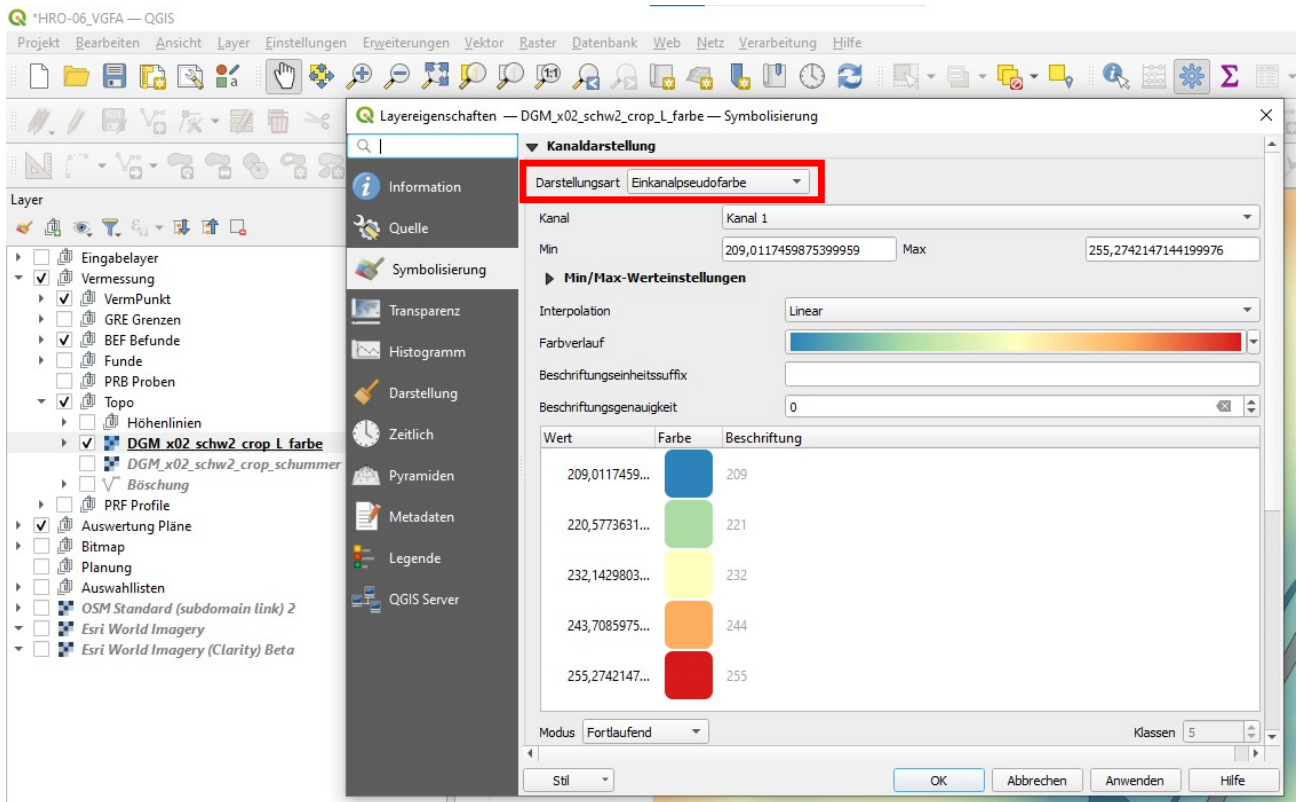 *HRO-06_VGFA — QGIS
Projekt Bearbeiten Ansicht Layer Einstellungen Erweiterungen Vektor Raster Datenbank Web Netz Verarbeitung Hilfe
Layereigenschaften — DGM_x02_schw2_crop_L_farbe — Symbolisierung
Layer
Eingabelayer
Vermessung
VermPunkt
GRE Grenzen
BEF Befunde
Funde
PRB Proben
Topo
Höhenlinien
DGM_x02_schw2_crop_L_farbe
DGM_x02_schw2_crop_schummer
Böschung
PRF Profile
Auswertung Pläne
Bitmap
Planung
Auswahllisten
OSM Standard (subdomain link) 2
Esri World Imagery
Esri World Imagery (Clarity) Beta
Information
Quelle
Symbolisierung
Transparenz
Histogramm
Darstellung
Zeitlich
Pyramiden
Metadaten
Legende
QGIS Server
Kanaldarstellung
Darstellungsart Einkanalpseudofarbe
Kanal Kanal 1
Min 209,0117459875399959 Max 255,2742147144199976
Min/Max-Werteinstellungen
Interpolation Linear
Farbverlauf
Beschriftungseinheitssuffix
Beschriftungsgenauigkeit 0
Wert Farbe Beschriftung
209,0117459... 209
220,5773631... 221
232,1429803... 232
243,7085975... 244
255,2742147... 255
Modus Fortlaufend Klassen 5
Stil OK Abbrechen Anwenden Hilfe